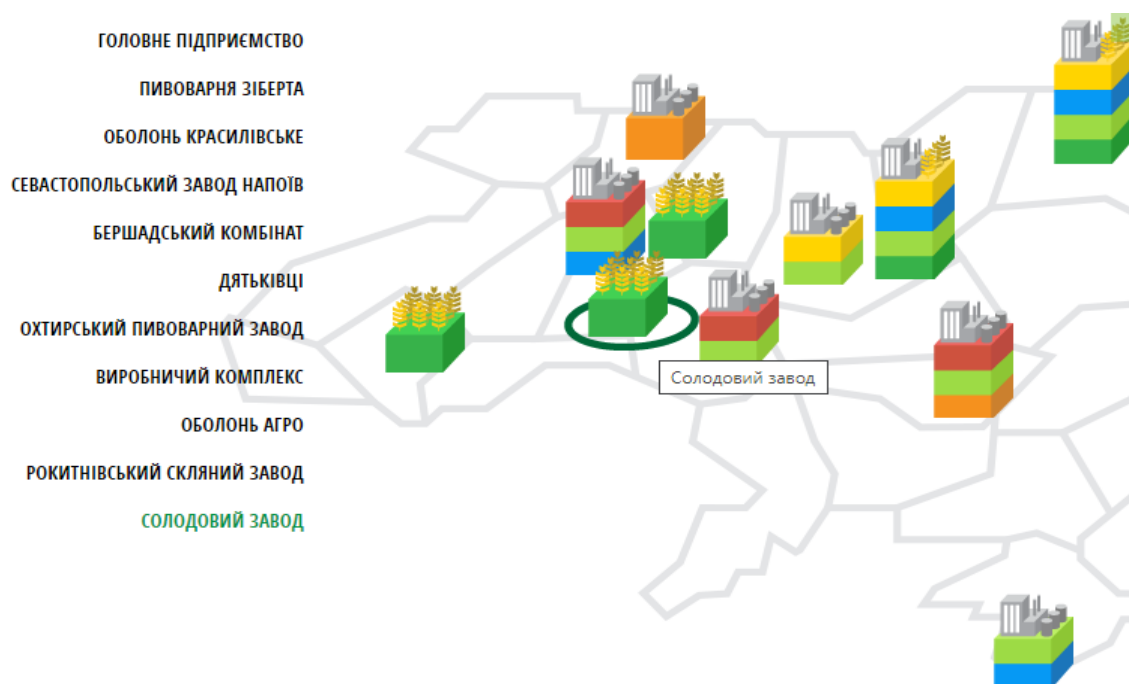 ГОЛОВНЕ ПІДПРИЄМСТВО
ПИВОВАРНЯ ЗІБЕРТА
ОБОЛОНЬ КРАСИЛІВСЬКЕ
СЕВАСТОПОЛЬСЬКИЙ ЗАВОД НАПОЇВ
БЕРШАДСЬКИЙ КОМБІНАТ
ДЯТЬКІВЦІ
ОХТИРСЬКИЙ ПИВОВАРНИЙ ЗАВОД
ВИРОБНИЧИЙ КОМПЛЕКС
ОБОЛОНЬ АГРО
РОКИТНІВСЬКИЙ СКЛЯНИЙ ЗАВОД
СОЛОДОВИЙ ЗАВОД
Солодовий завод